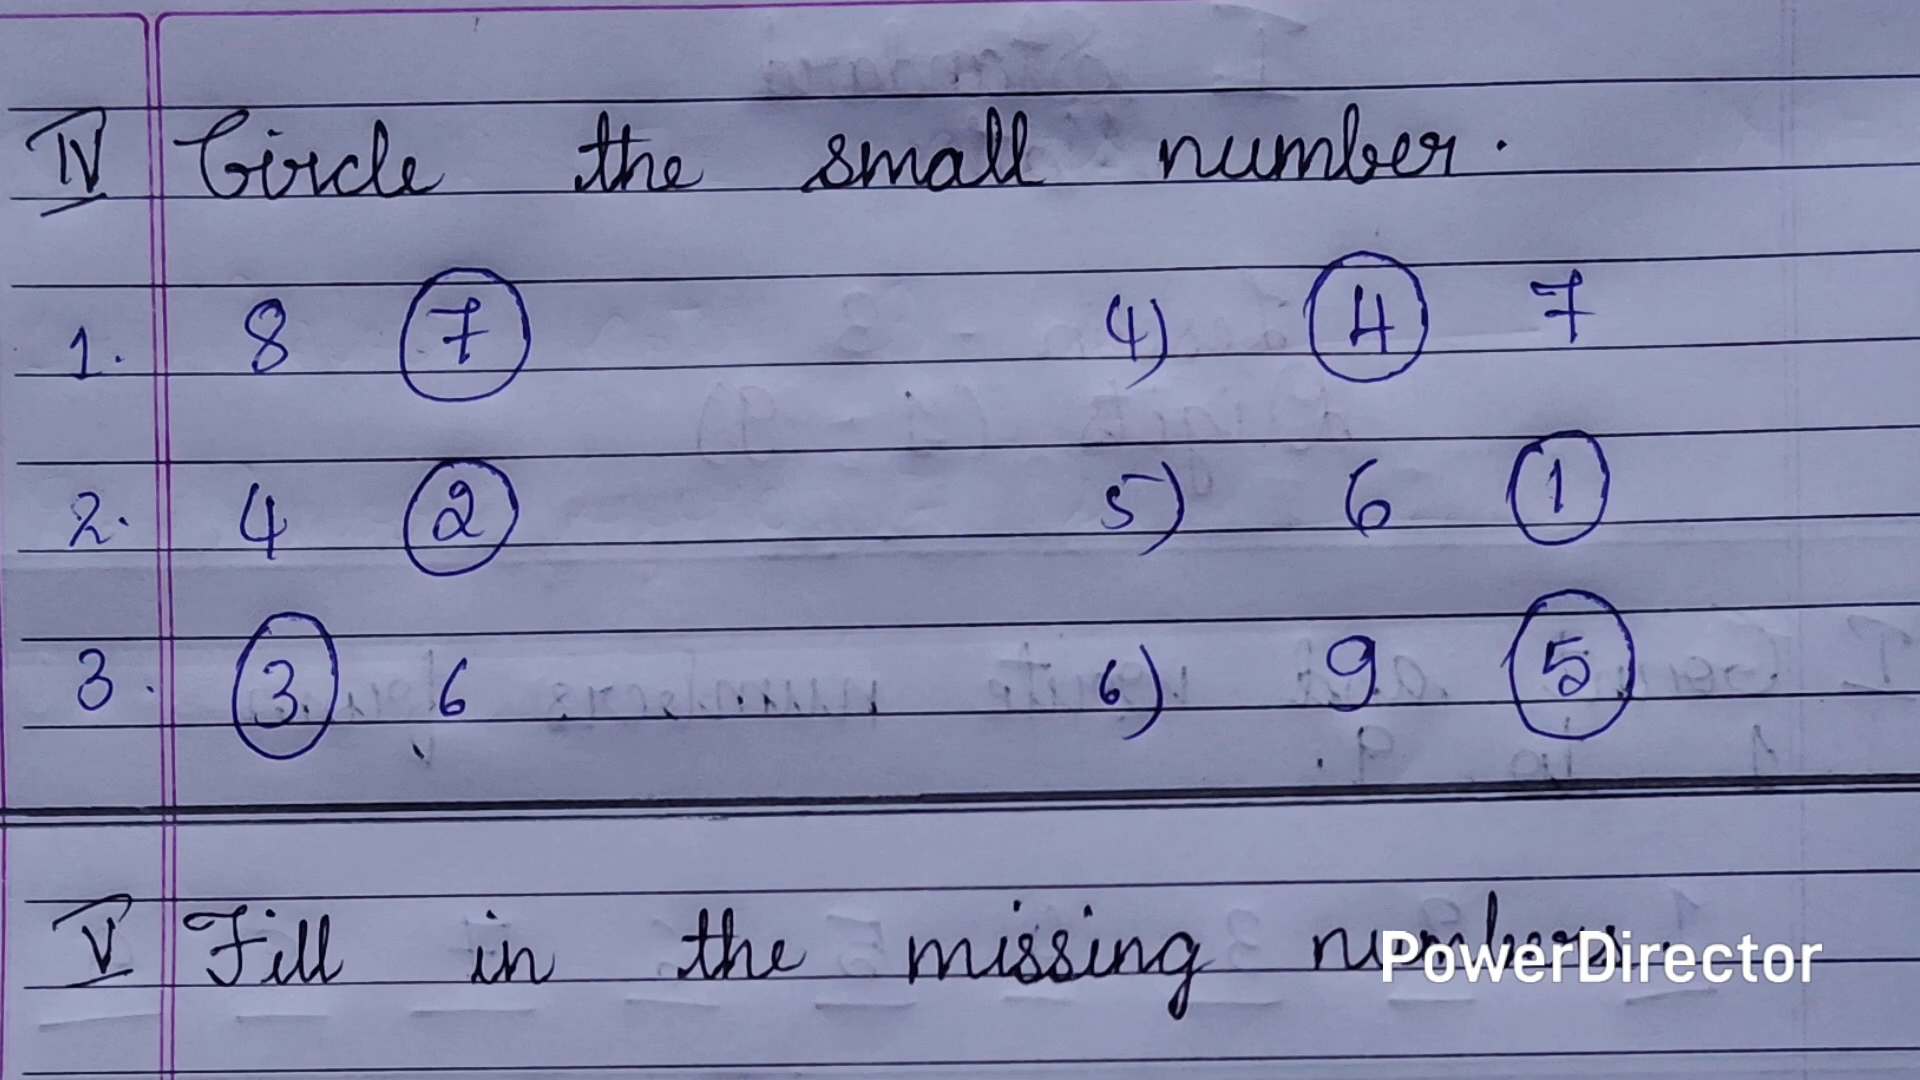 IV Circle the small number.
1. 8 7 4) 4 7
2. 4 2 5) 6 1
3. 3 6 6) 9 5
V Fill in the missing numbers.
PowerDirector